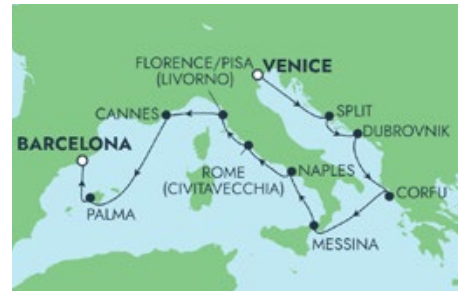 FLORENCE/PISA
(LIVORNO)
VENICE
SPLIT
CANNES
DUBROVNIK
BARCELONA
ROME
(CIVITAVECCHIA)
NAPLES
CORFU
PALMA
MESSINA